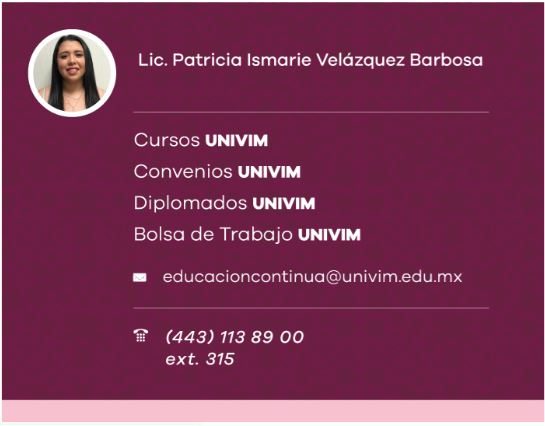 Lic. Patricia Ismarie Velázquez Barbosa
Cursos UNIVIM
Convenios UNIVIM
Diplomados UNIVIM
Bolsa de Trabajo UNIVIM
educacioncontinua@univim.edu.mx
(443) 113 89 00
ext. 315